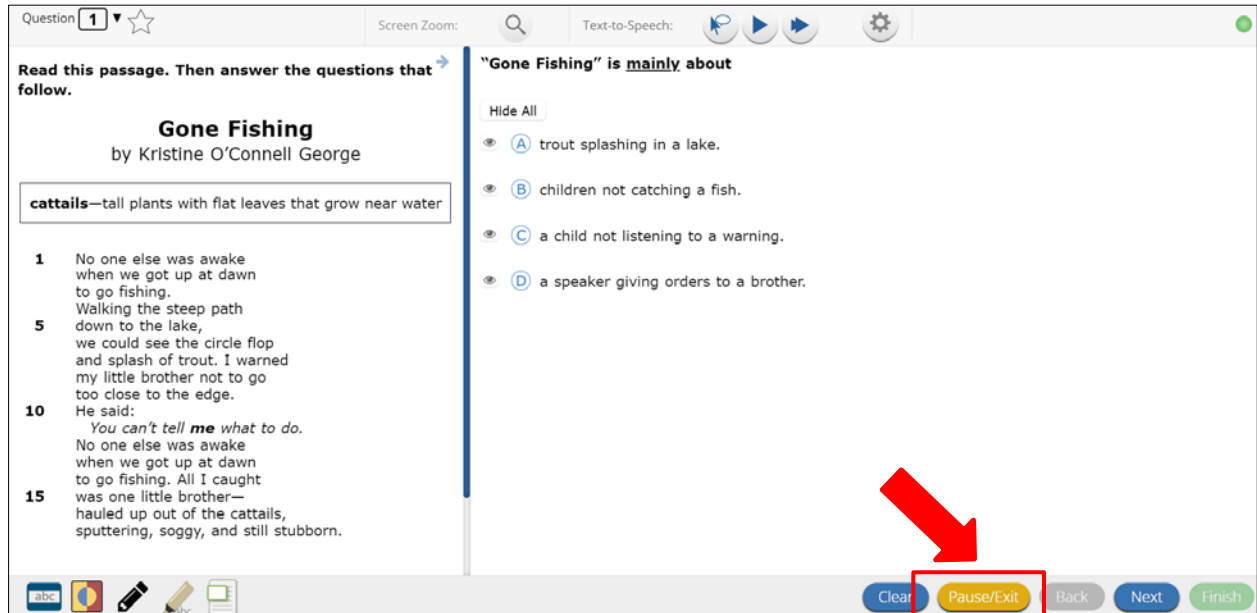 Question 1 ▼
Screen Zoom:
Text-to-Speech:
Read this passage. Then answer the questions that
follow.
Gone Fishing
by Kristine O’Connell George
cattails—tall plants with flat leaves that grow near water
1 No one else was awake
when we got up at dawn
to go fishing.
Walking the steep path
5 down to the lake,
we could see the circle flop
and splash of trout. I warned
my little brother not to go
too close to the edge.
10 He said:
You can’t tell me what to do.
No one else was awake
when we got up at dawn
to go fishing. All I caught
15 was one little brother—
hauled up out of the cattails,
sputtering, soggy, and still stubborn.
“Gone Fishing” is mainly about
Hide All
A trout splashing in a lake.
B children not catching a fish.
C a child not listening to a warning.
D a speaker giving orders to a brother.
abc
abc
Clear
Pause/Exit
Back
Next
Finish